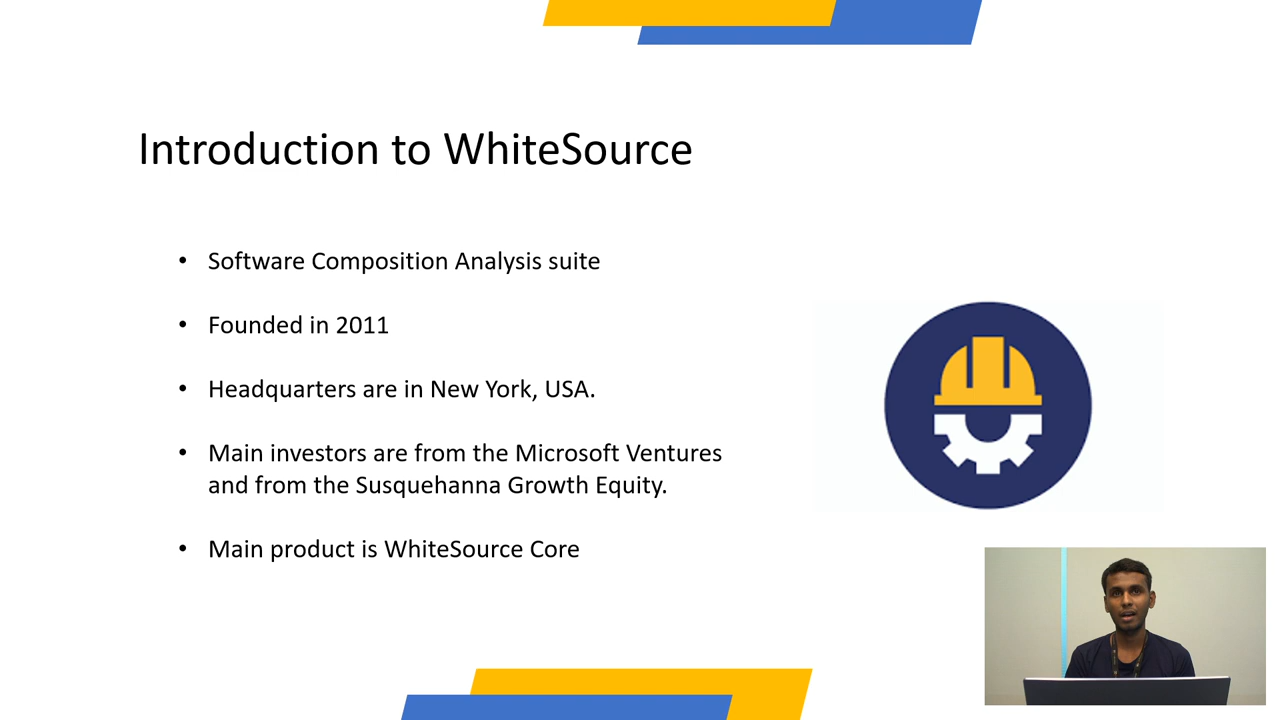 Introduction to WhiteSource
• Software Composition Analysis suite
• Founded in 2011
• Headquarters are in New York, USA.
• Main investors are from the Microsoft Ventures
and from the Susquehanna Growth Equity.
• Main product is WhiteSource Core